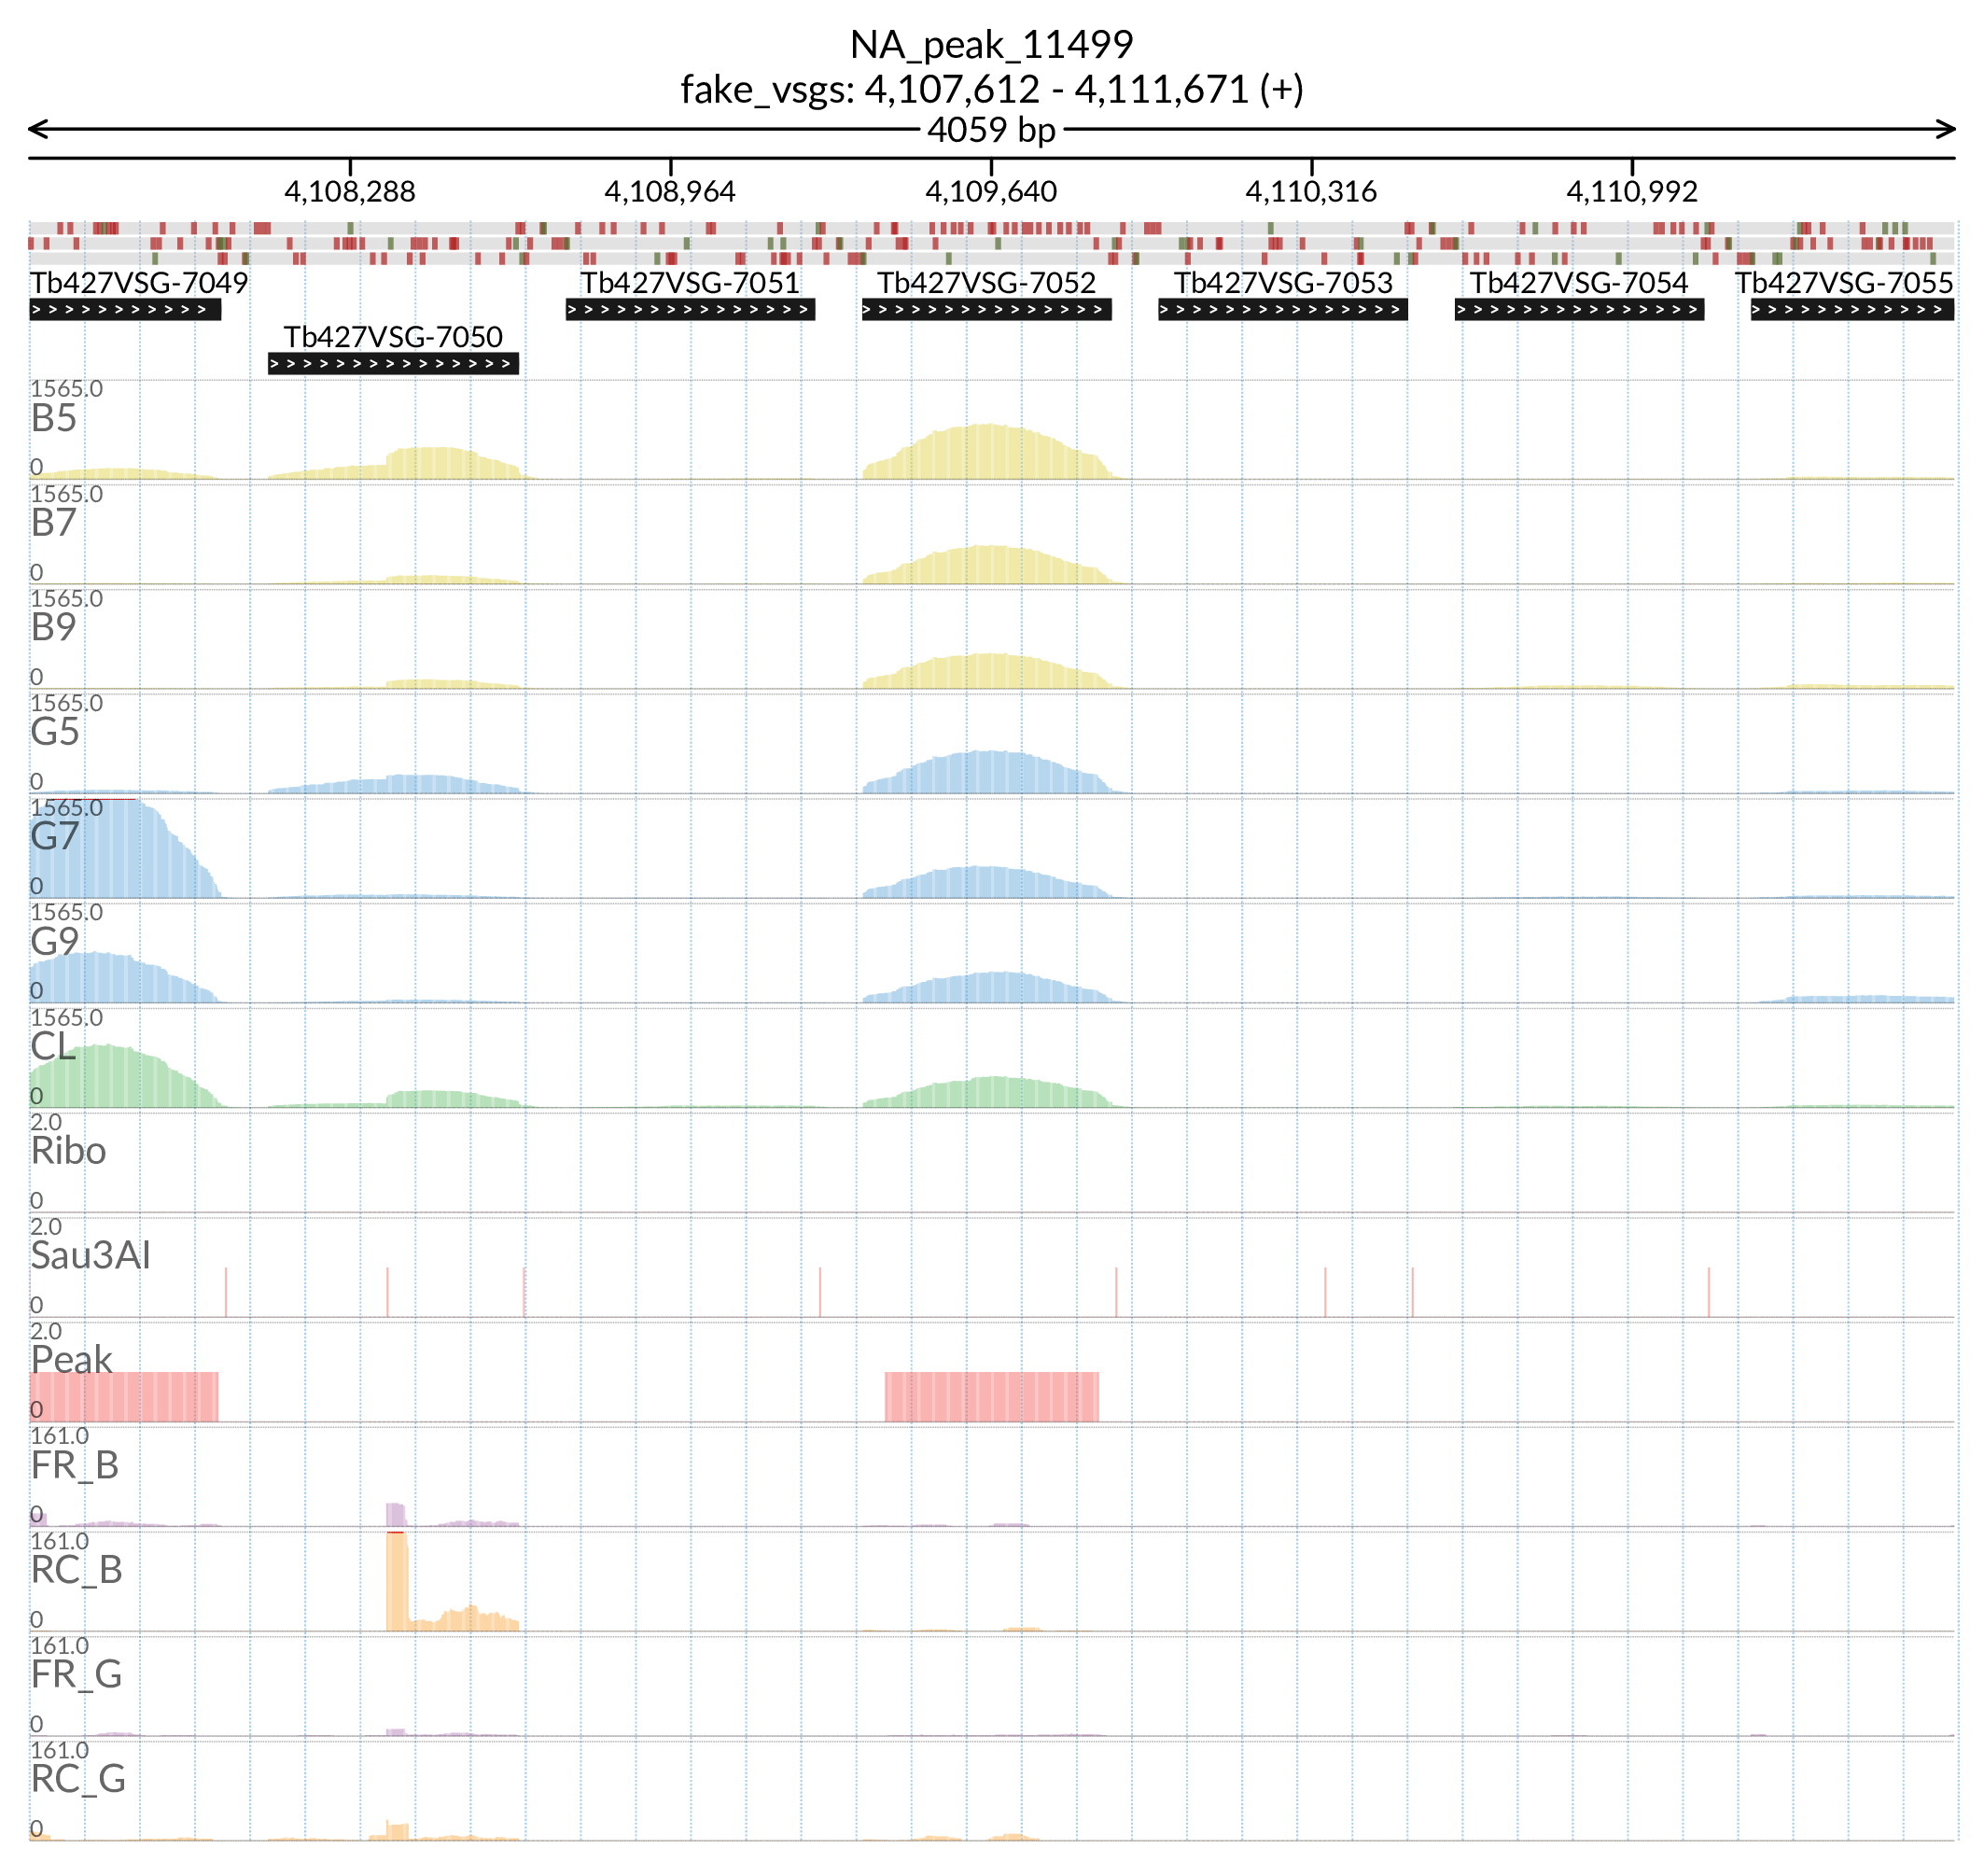 NA_peak_11499
fake_vsgs: 4,107,612 - 4,111,671 (+)
4059 bp
4,108,288 4,108,964 4,109,640 4,110,316 4,110,992
Tb427VSG-7049 Tb427VSG-7051 Tb427VSG-7052 Tb427VSG-7053 Tb427VSG-7054 Tb427VSG-7055
Tb427VSG-7050
1565.0
B5
0
1565.0
B7
0
1565.0
B9
0
1565.0
G5
0
1565.0
G7
0
1565.0
G9
0
1565.0
CL
0
2.0
Ribo
0
2.0
Sau3AI
0
2.0
Peak
0
161.0
FR_B
0
161.0
RC_B
0
161.0
FR_G
0
161.0
RC_G
0